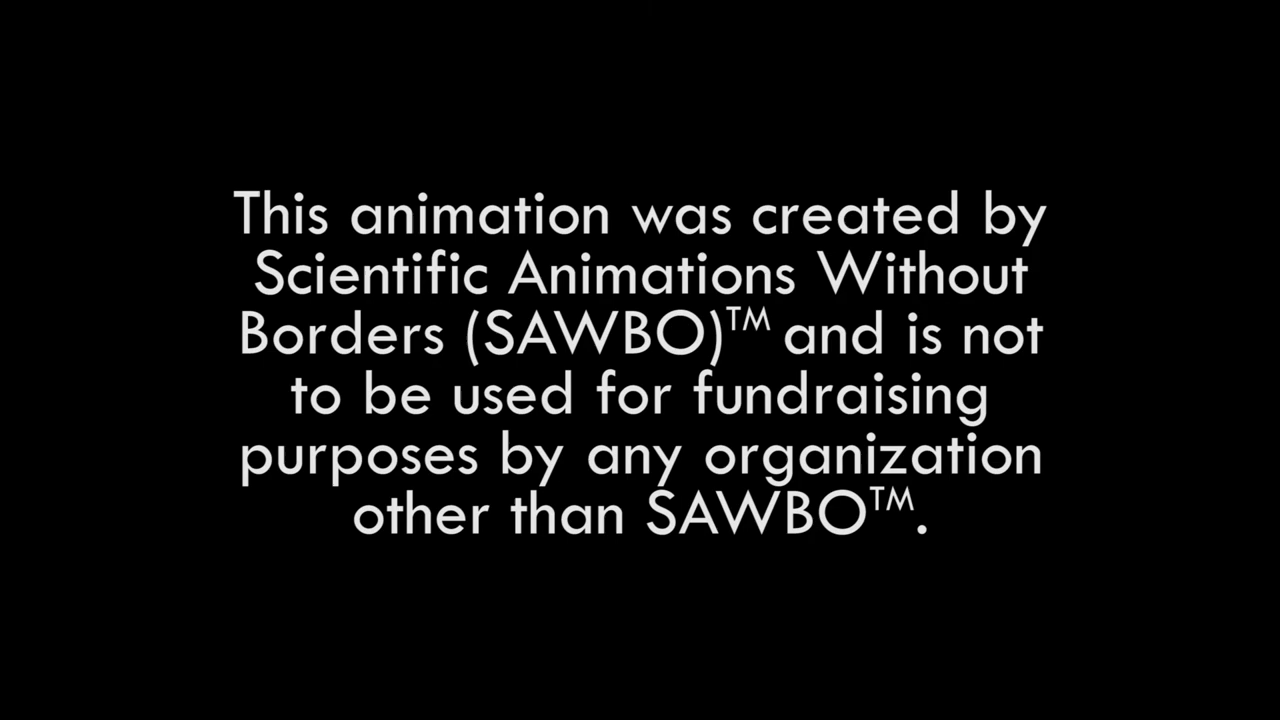 This animation was created by
Scientific Animations Without
Borders (SAWBO)™ and is not
to be used for fundraising
purposes by any organization
other than SAWBO™.